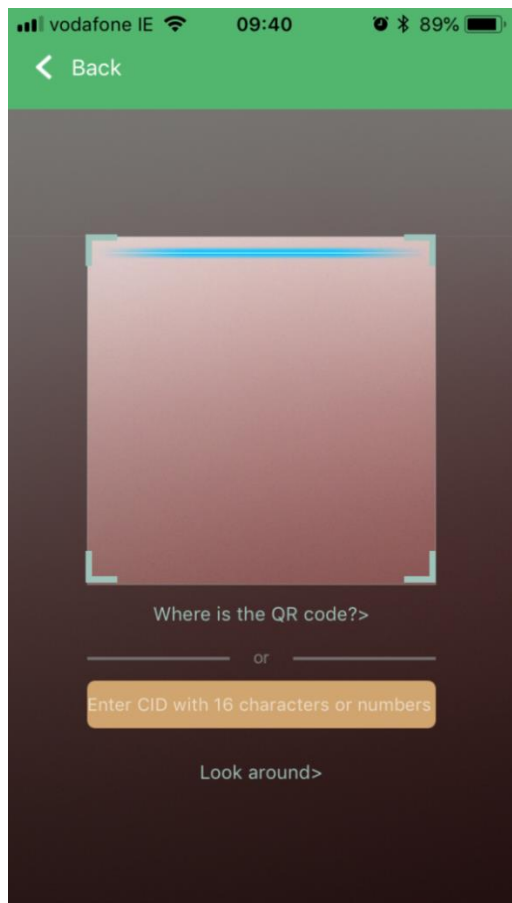 vodafone IE 09:40 89%
Back
Where is the QR code?>
or
Enter CID with 16 characters or numbers
Look around>